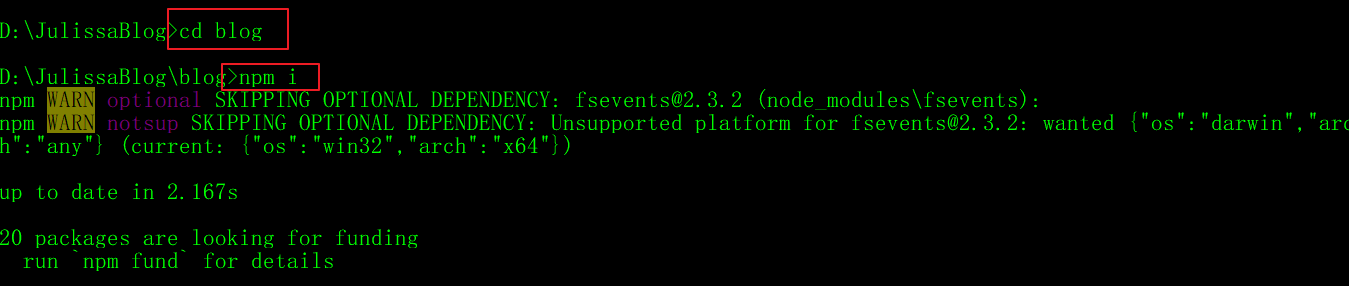 D:\JulissaBlog>cd blog
D:\JulissaBlog\blog>npm i
npm WARN optional SKIPPING OPTIONAL DEPENDENCY: fsevents@2.3.2 (node_modules\fsevents):
npm WARN notsup SKIPPING OPTIONAL DEPENDENCY: Unsupported platform for fsevents@2.3.2: wanted {"os":"darwin","arc
h":"any"} (current: {"os":"win32","arch":"x64"})
up to date in 2.167s
20 packages are looking for funding
run `npm fund` for details